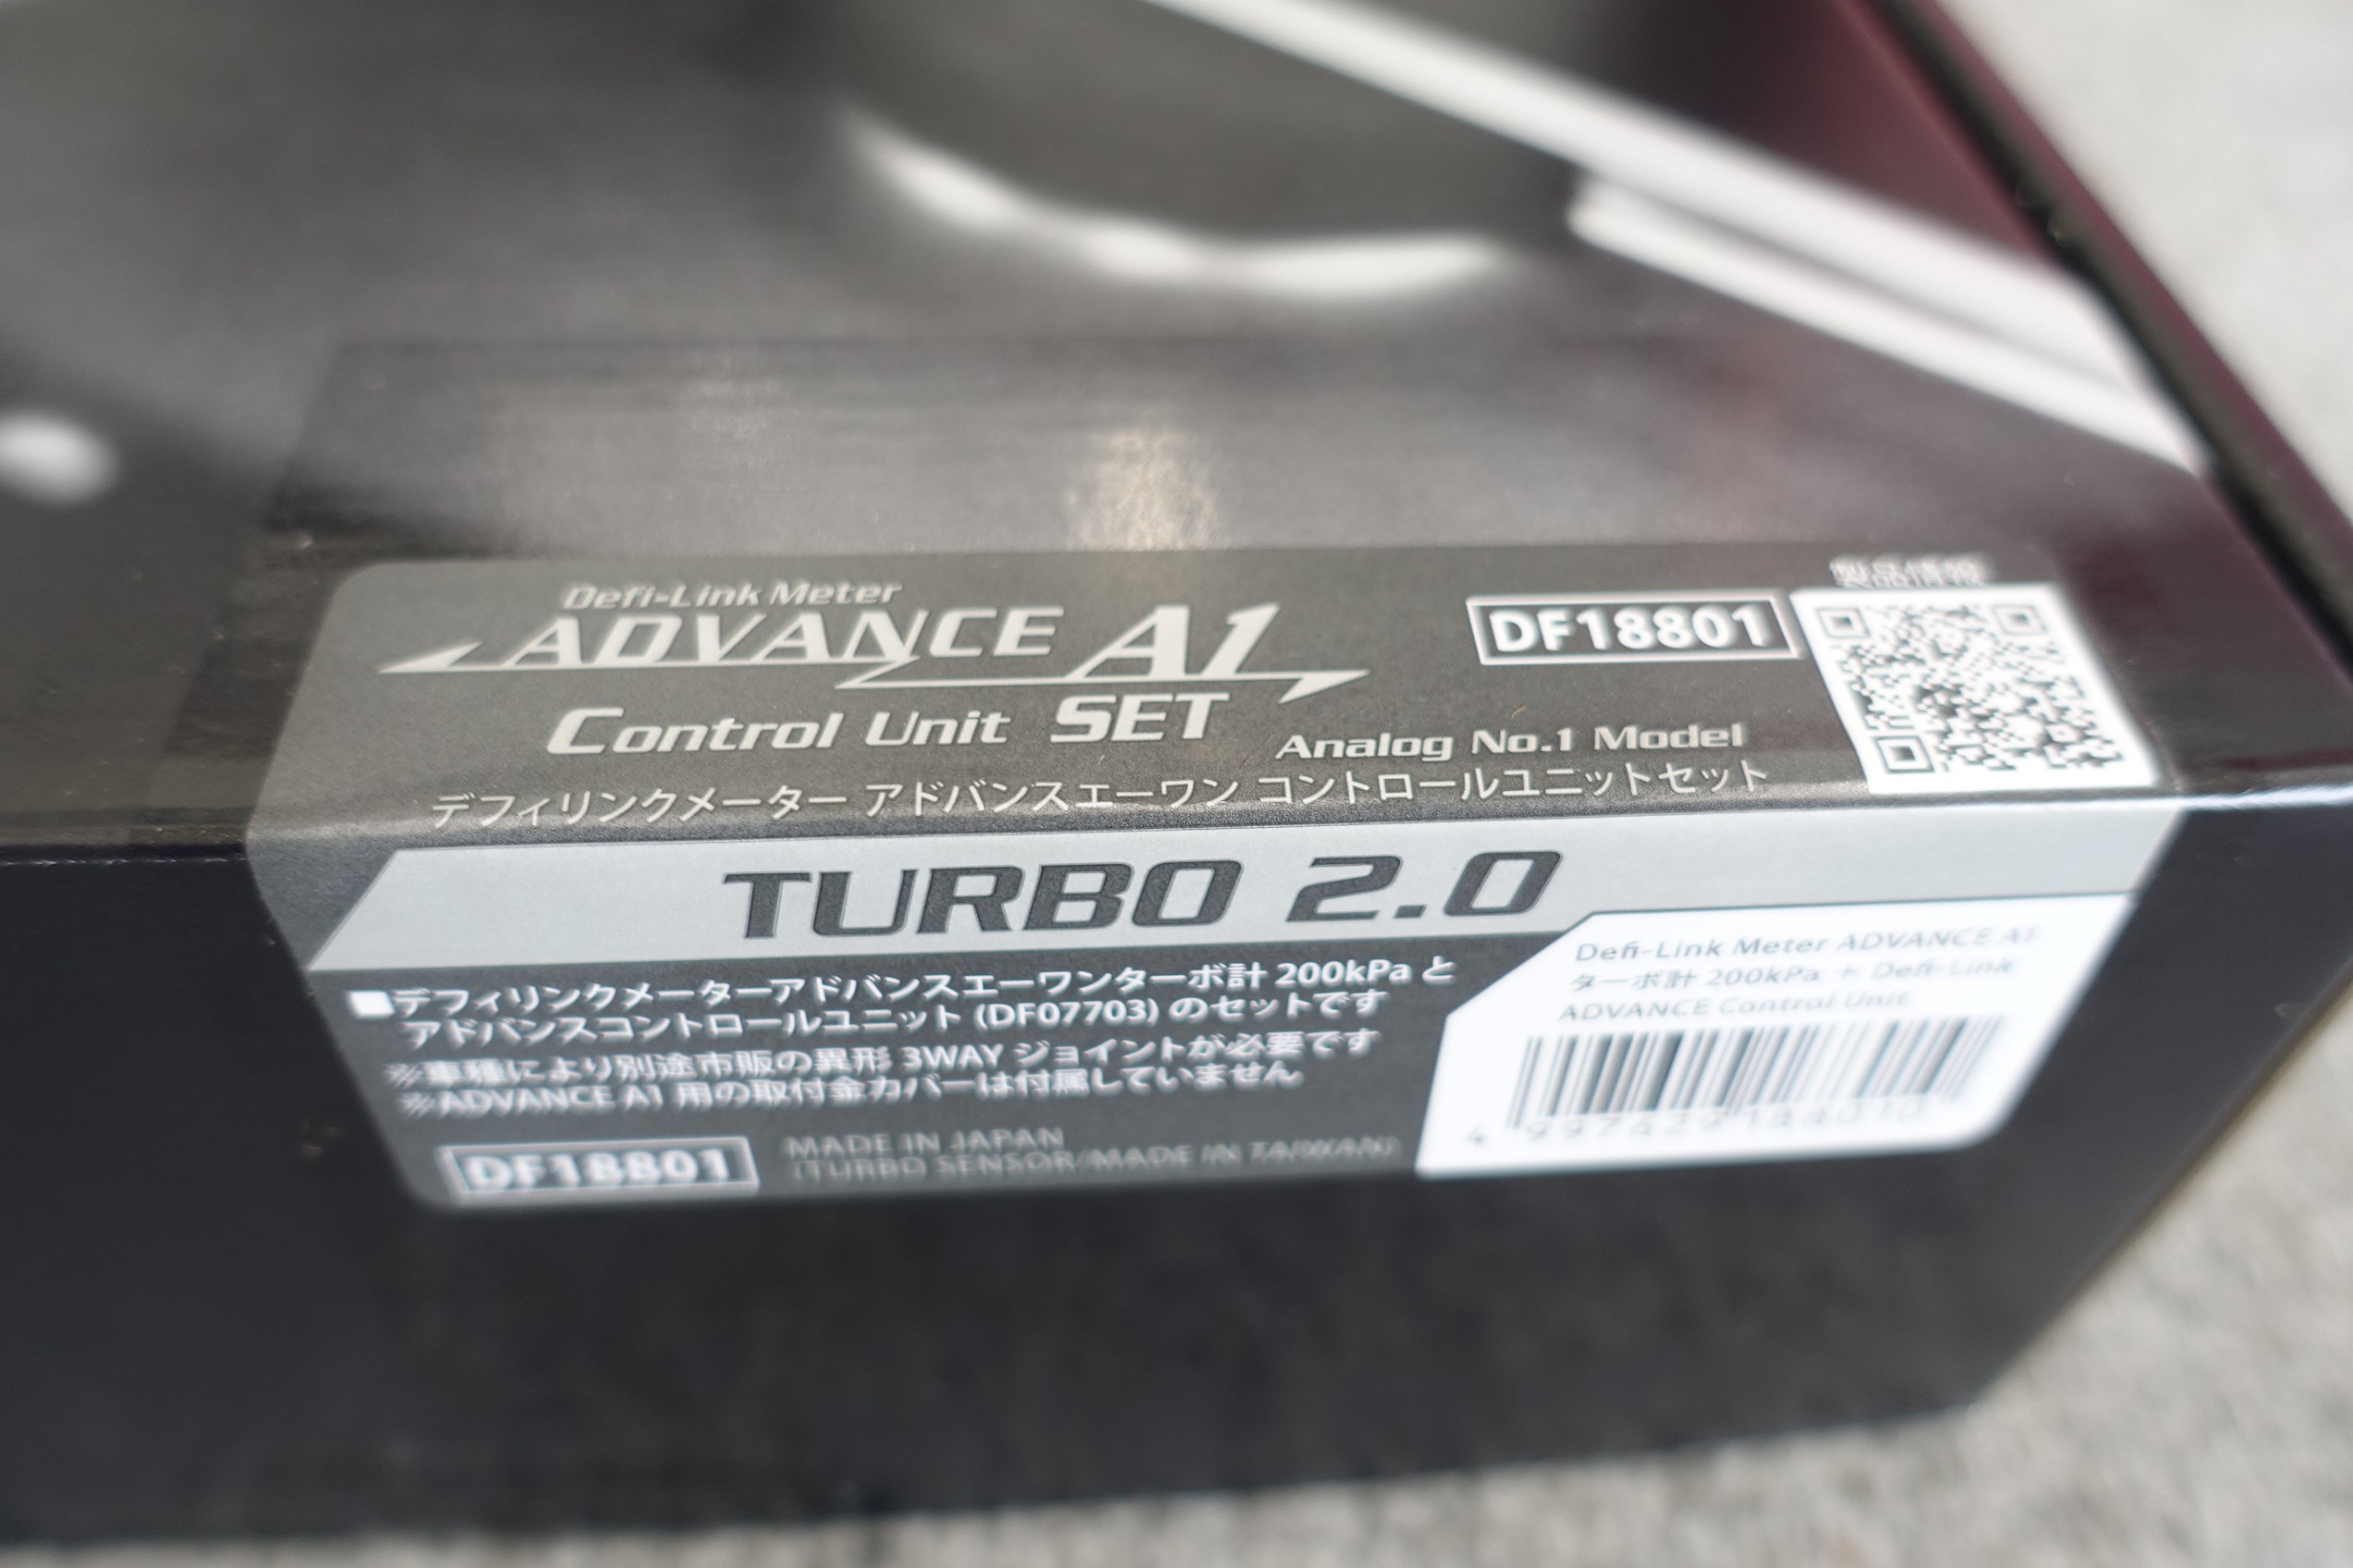 Defi-Link Meter
ADVANCE A1
Control Unit SET
Analog No.1 Model
DF18801
製品情報
デフィリンクメーター アドバンスエーワン コントロールユニットセット
TURBO 2.0
■デフィリンクメーターアドバンスエーワンターボ計 200kPa と
アドバンスコントロールユニット (DF07703) のセットです
※車種により別途市販の異形 3WAY ジョイントが必要です
※ADVANCE A1 用の取付金カバーは付属していません
DF18801
MADE IN JAPAN
(TURBO SENSOR/MADE IN TAIWAN)
Defi-Link Meter ADVANCE A1
ターボ計 200kPa + Defi-Link
ADVANCE Control Unit